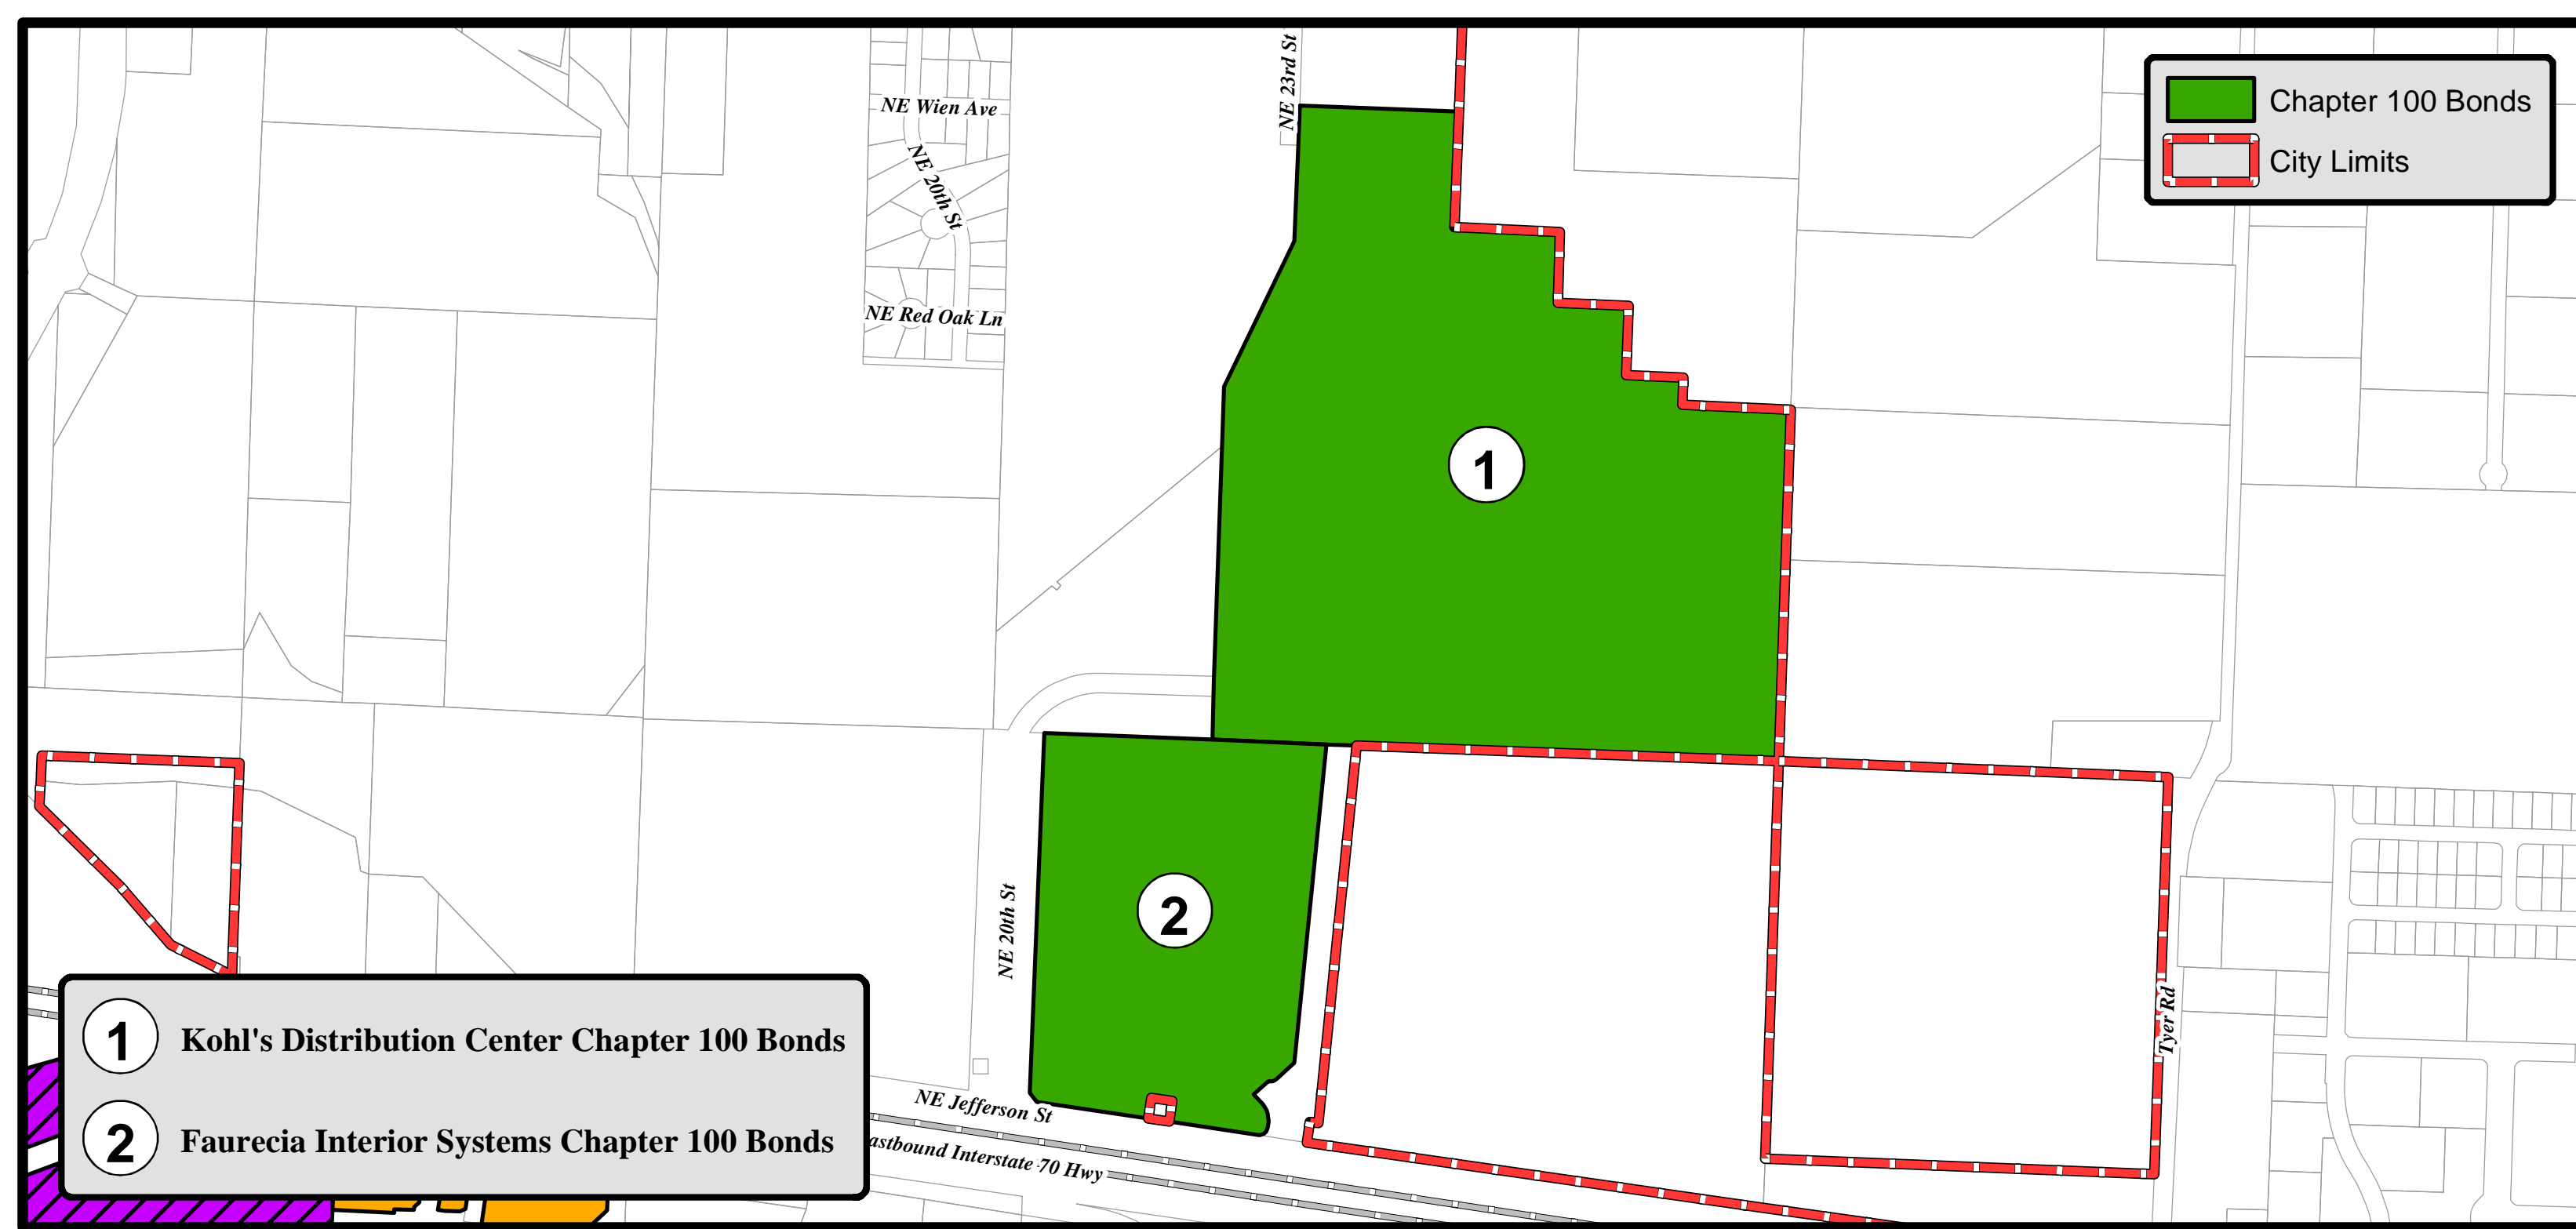 NE 23rd St
Chapter 100 Bonds
City Limits
NE Wien Ave
NE 20th St
NE Red Oak Ln
1
2
NE 20th St
Tyer Rd
NE Jefferson St
astbound Interstate 70 Hwy
1 Kohl's Distribution Center Chapter 100 Bonds
2 Faurecia Interior Systems Chapter 100 Bonds